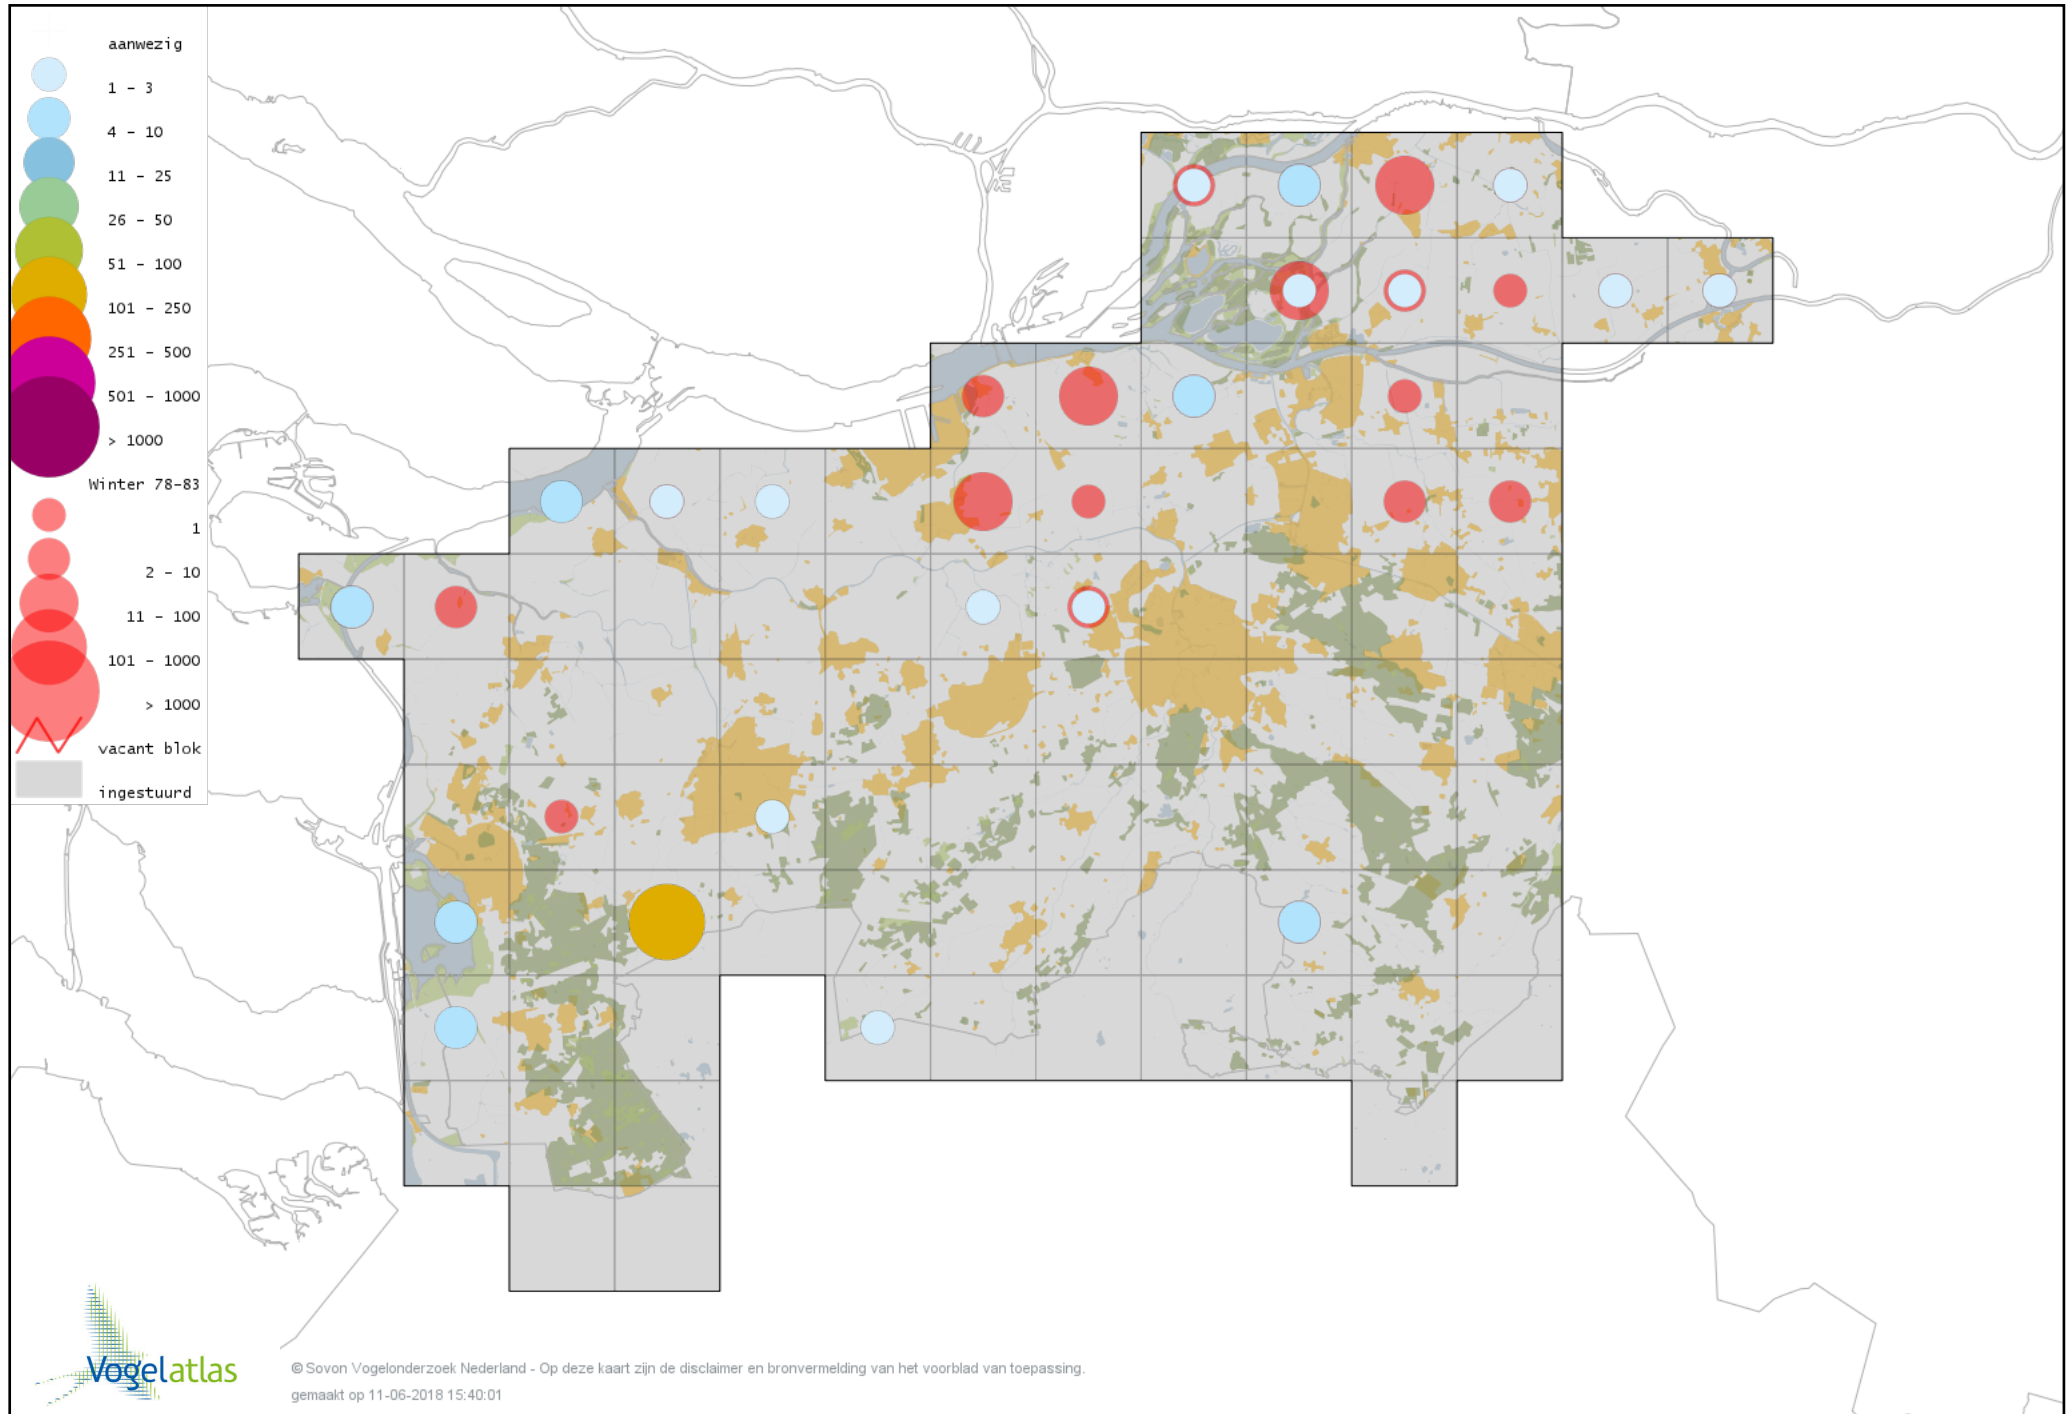 aanwezig
1 – 3
4 – 10
11 – 25
26 – 50
51 – 100
101 – 250
251 – 500
501 – 1000
> 1000
Winter 78-83
1
2 – 10
11 – 100
101 – 1000
> 1000
vacant blok
ingestuurd
Vogelatlas
© Sovon Vogelonderzoek Nederland - Op deze kaart zijn de disclaimer en bronvermelding van het voorblad van toepassing.
gemaakt op 11-06-2018 15:40:01